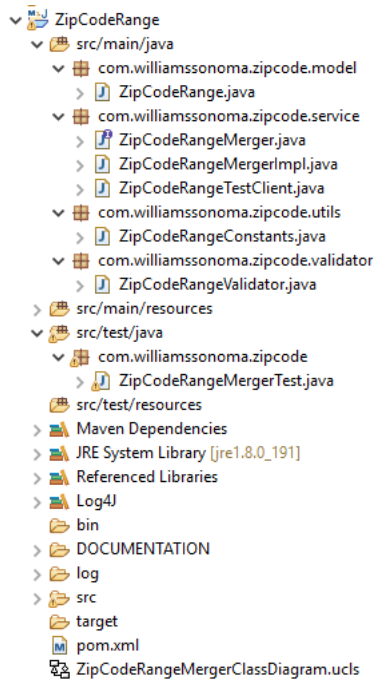 ZipCodeRange
src/main/java
com.williamssonoma.zipcode.model
ZipCodeRange.java
com.williamssonoma.zipcode.service
ZipCodeRangeMerger.java
ZipCodeRangeMergerImpl.java
ZipCodeRangeTestClient.java
com.williamssonoma.zipcode.utils
ZipCodeRangeConstants.java
com.williamssonoma.zipcode.validator
ZipCodeRangeValidator.java
src/main/resources
src/test/java
com.williamssonoma.zipcode
ZipCodeRangeMergerTest.java
src/test/resources
Maven Dependencies
JRE System Library [jre1.8.0_191]
Referenced Libraries
Log4J
bin
DOCUMENTATION
log
src
target
pom.xml
ZipCodeRangeMergerClassDiagram.ucls